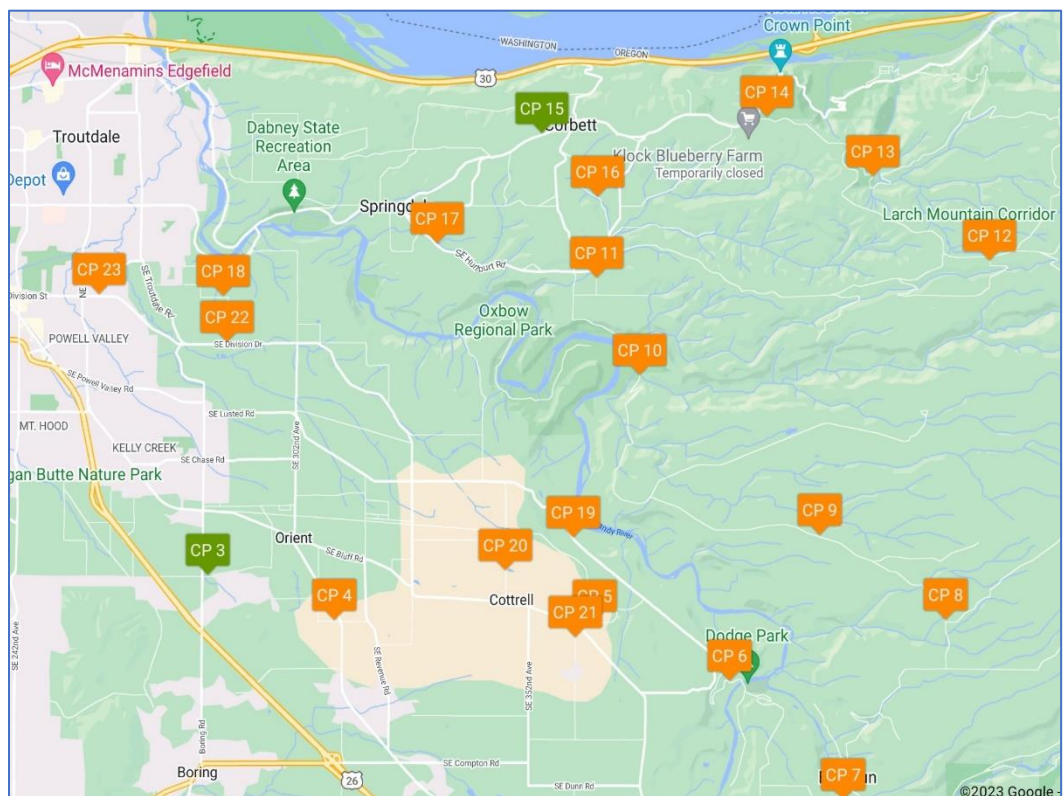 Crown Point
WASHINGTON
OREGON
McMenamins Edgefield
30
CP 14
CP 15
Troutdale
Corbett
Dabney State
Recreation
Area
Klock Blueberry Farm
Temporarily closed
CP 13
Depot
CP 16
Springdale
CP 17
Larch Mountain Corridor
CP 12
CP 11
SE Hurlburt Rd
CP 23
CP 18
NE
SE Troutdale Rd
Division St
CP 22
Oxbow
Regional Park
POWELL VALLEY
SE Division Dr
CP 10
SE Powell Valley Rd
SE Lusted Rd
MT. HOOD
KELLY CREEK
SE 302nd Ave
SE Chase Rd
gan Butte Nature Park
CP 9
CP 19
ndy River
Orient
CP 3
SE Bluff Rd
CP 20
CP 4
Cottrell
CP 5
CP 21
CP 8
SE 242nd Ave
SE Revenue Rd
SE 352nd Ave
Dodge Park
CP 6
Boring Rd
Boring
SE Compton Rd
26
SE Dunn Rd
CP 7
©2023 Google